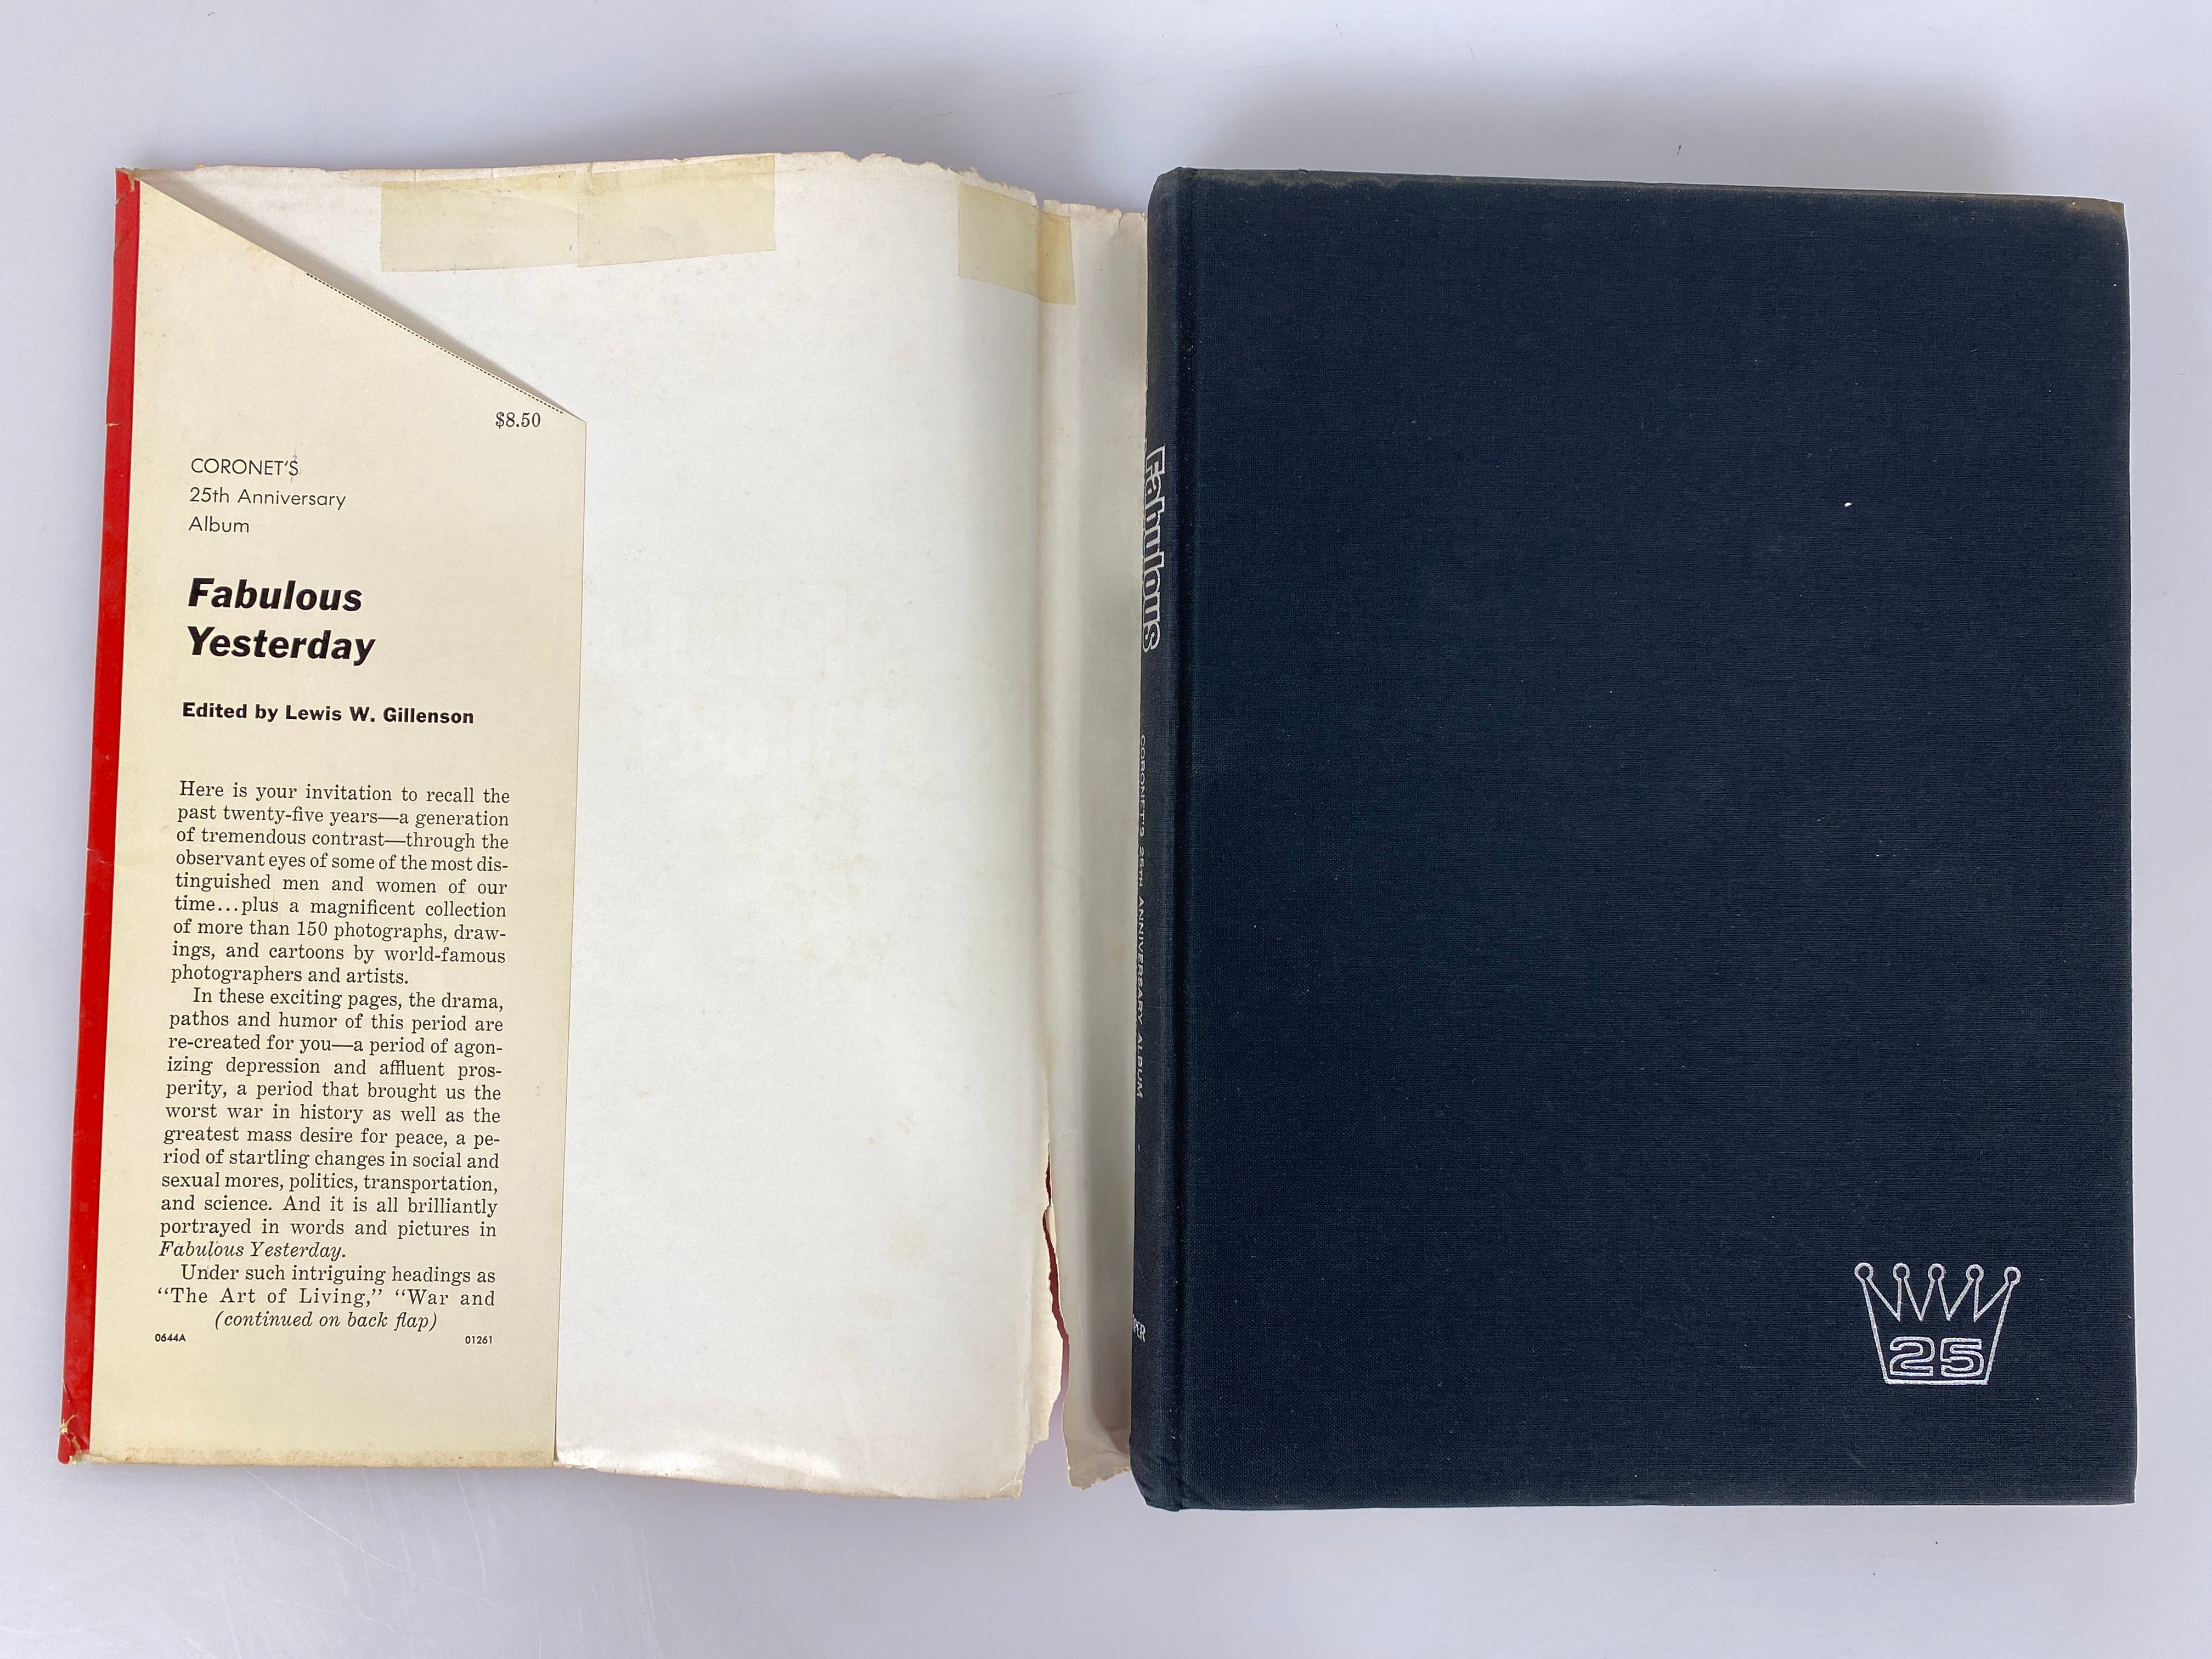 $8.50
CORONET'S
25th Anniversary
Album
Fabulous
Yesterday
Edited by Lewis W. Gillenson
Here is your invitation to recall the
past twenty-five years—a generation
of tremendous contrast—through the
observant eyes of some of the most dis-
tinguished men and women of our
time...plus a magnificent collection
of more than 150 photographs, draw-
ings, and cartoons by world-famous
photographers and artists.
In these exciting pages, the drama,
pathos and humor of this period are
re-created for you—a period of agon-
izing depression and affluent pros-
perity, a period that brought us the
worst war in history as well as the
greatest mass desire for peace, a pe-
riod of startling changes in social and
sexual mores, politics, transportation,
and science. And it is all brilliantly
portrayed in words and pictures in
Fabulous Yesterday.
Under such intriguing headings as
“The Art of Living,” “War and
(continued on back flap)
0644A 01261
Fabulous
CORONET'S 25TH ANNIVERSARY ALBUM
25